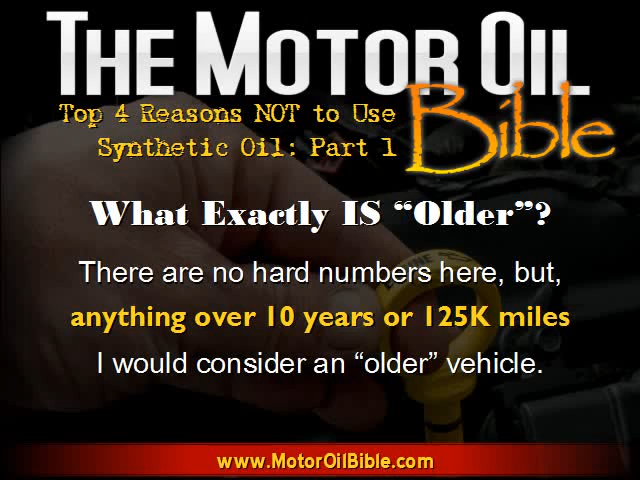 The Motor Oil
Bible
Top 4 Reasons NOT to Use
Synthetic Oil: Part 1
What Exactly IS “Older”?
There are no hard numbers here, but,
anything over 10 years or 125K miles
I would consider an “older” vehicle.
www.MotorOilBible.com